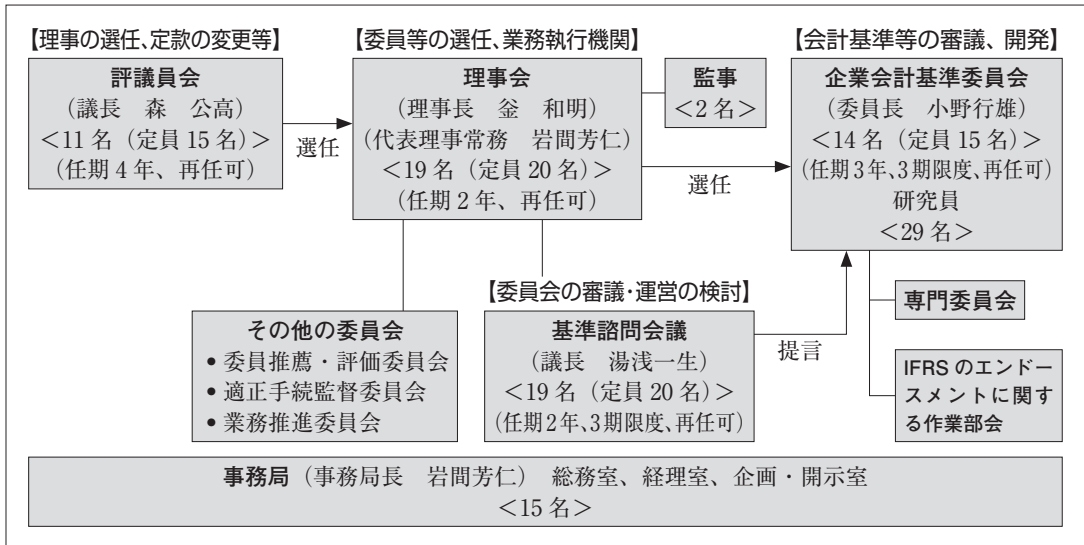 【理事の選任、定款の変更等】
評議員会
(議長 森 公高)
<11名(定員15名)>
(任期4年、再任可)
選任
【委員等の選任、業務執行機関】
理事会
(理事長 釡 和明)
(代表理事常務 岩間芳仁)
<19名(定員20名)>
(任期2年、再任可)
監事
<2名>
選任
【会計基準等の審議、開発】
企業会計基準委員会
(委員長 小野行雄)
<14名(定員15名)>
(任期3年、3期限度、再任可)
研究員
<29名>
その他の委員会
• 委員推薦・評価委員会
• 適正手続監督委員会
• 業務推進委員会
【委員会の審議・運営の検討】
基準諮問会議
(議長 湯浅一生)
<19名(定員20名)>
(任期2年、3期限度、再任可)
提言
専門委員会
IFRSのエンドー
スメントに関す
る作業部会
事務局(事務局長 岩間芳仁) 総務室、経理室、企画・開示室
<15名>